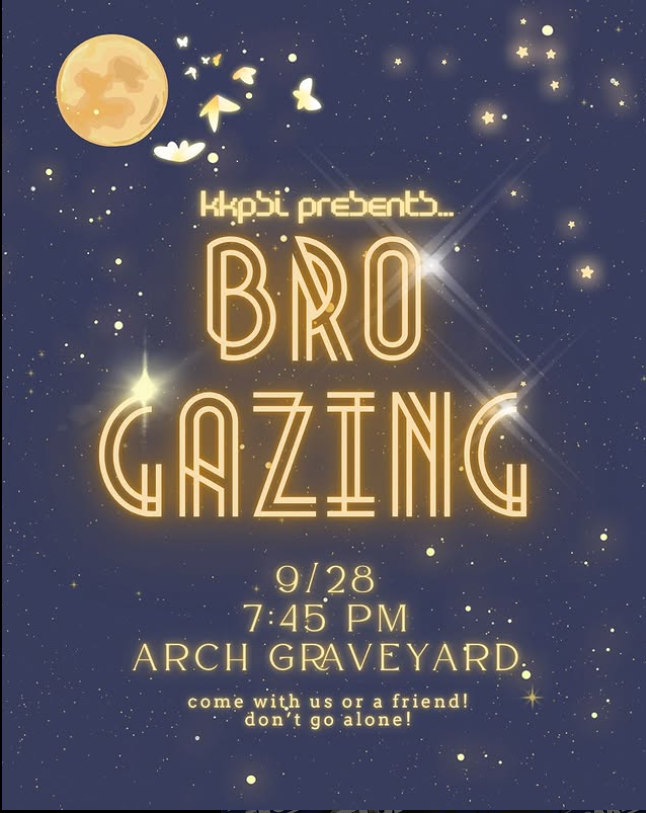 kkpsi presents...
BRO
GAZING
9/28
7:45 PM
ARCH GRAVEYARD
come with us or a friend!
don't go alone!